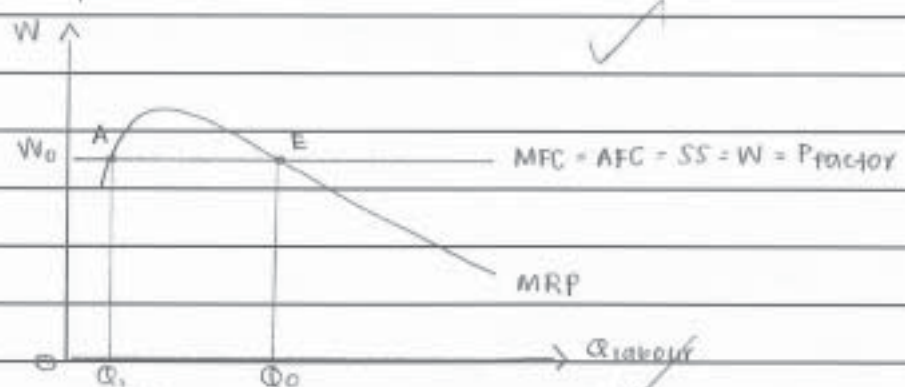 W
A
E
W₀
MFC = AFC = SS = W = Pfactor
MRP
Qlabour
O
Q₁
Q₀